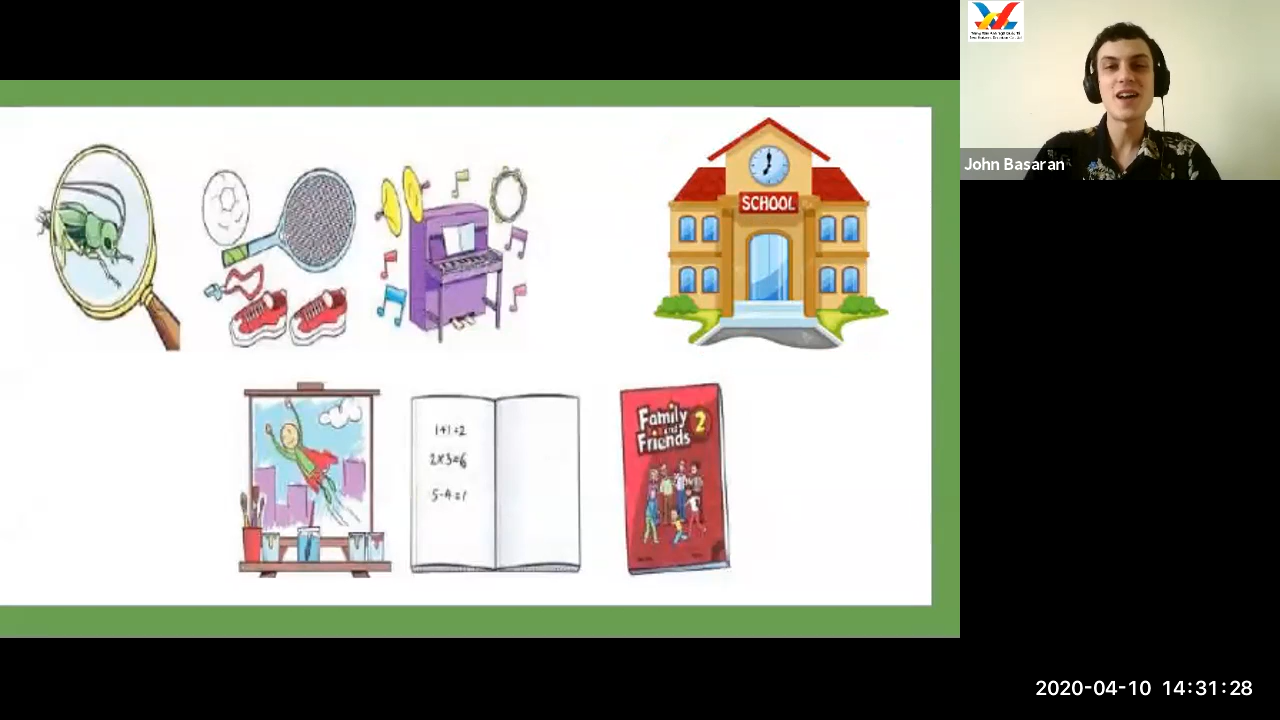 John Basaran
SCHOOL
Family
and
Friends
2
1+1=2
2x3=6
5-4=1
2020-04-10 14:31:28